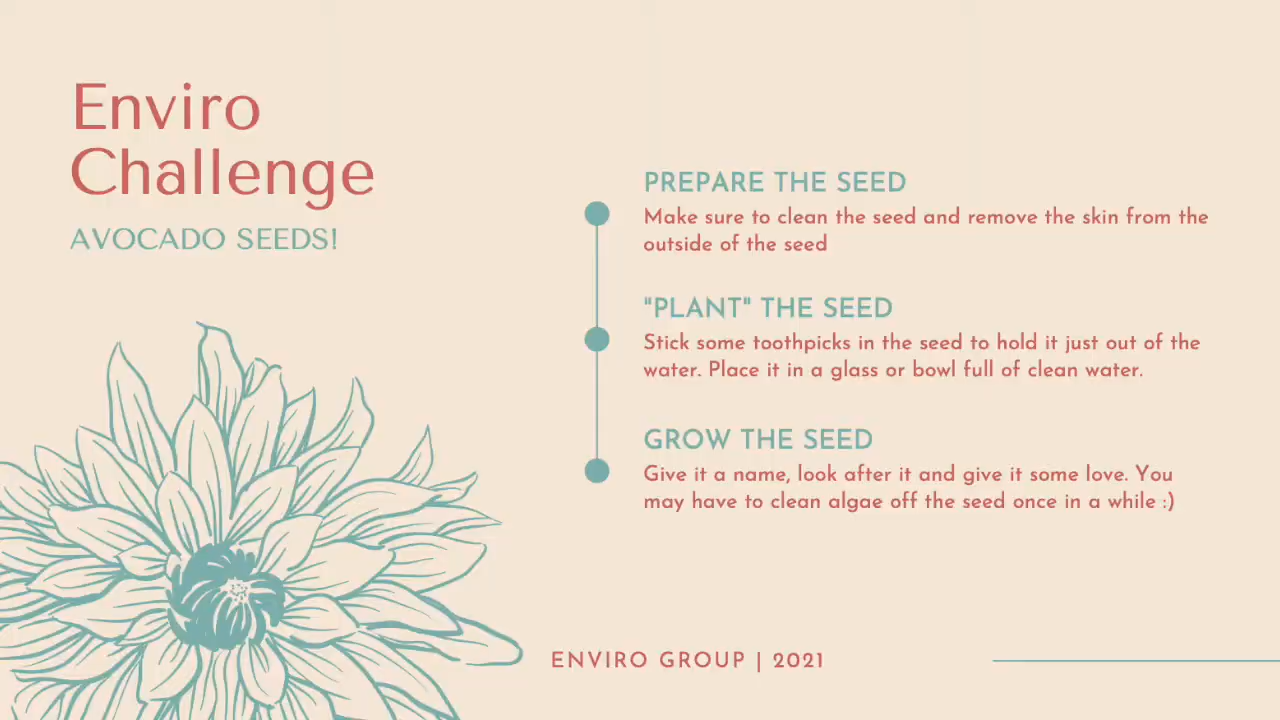 Enviro
Challenge
AVOCADO SEEDS!
PREPARE THE SEED
Make sure to clean the seed and remove the skin from the
outside of the seed
"PLANT" THE SEED
Stick some toothpicks in the seed to hold it just out of the
water. Place it in a glass or bowl full of clean water.
GROW THE SEED
Give it a name, look after it and give it some love. You
may have to clean algae off the seed once in a while :)
ENVIRO GROUP | 2021